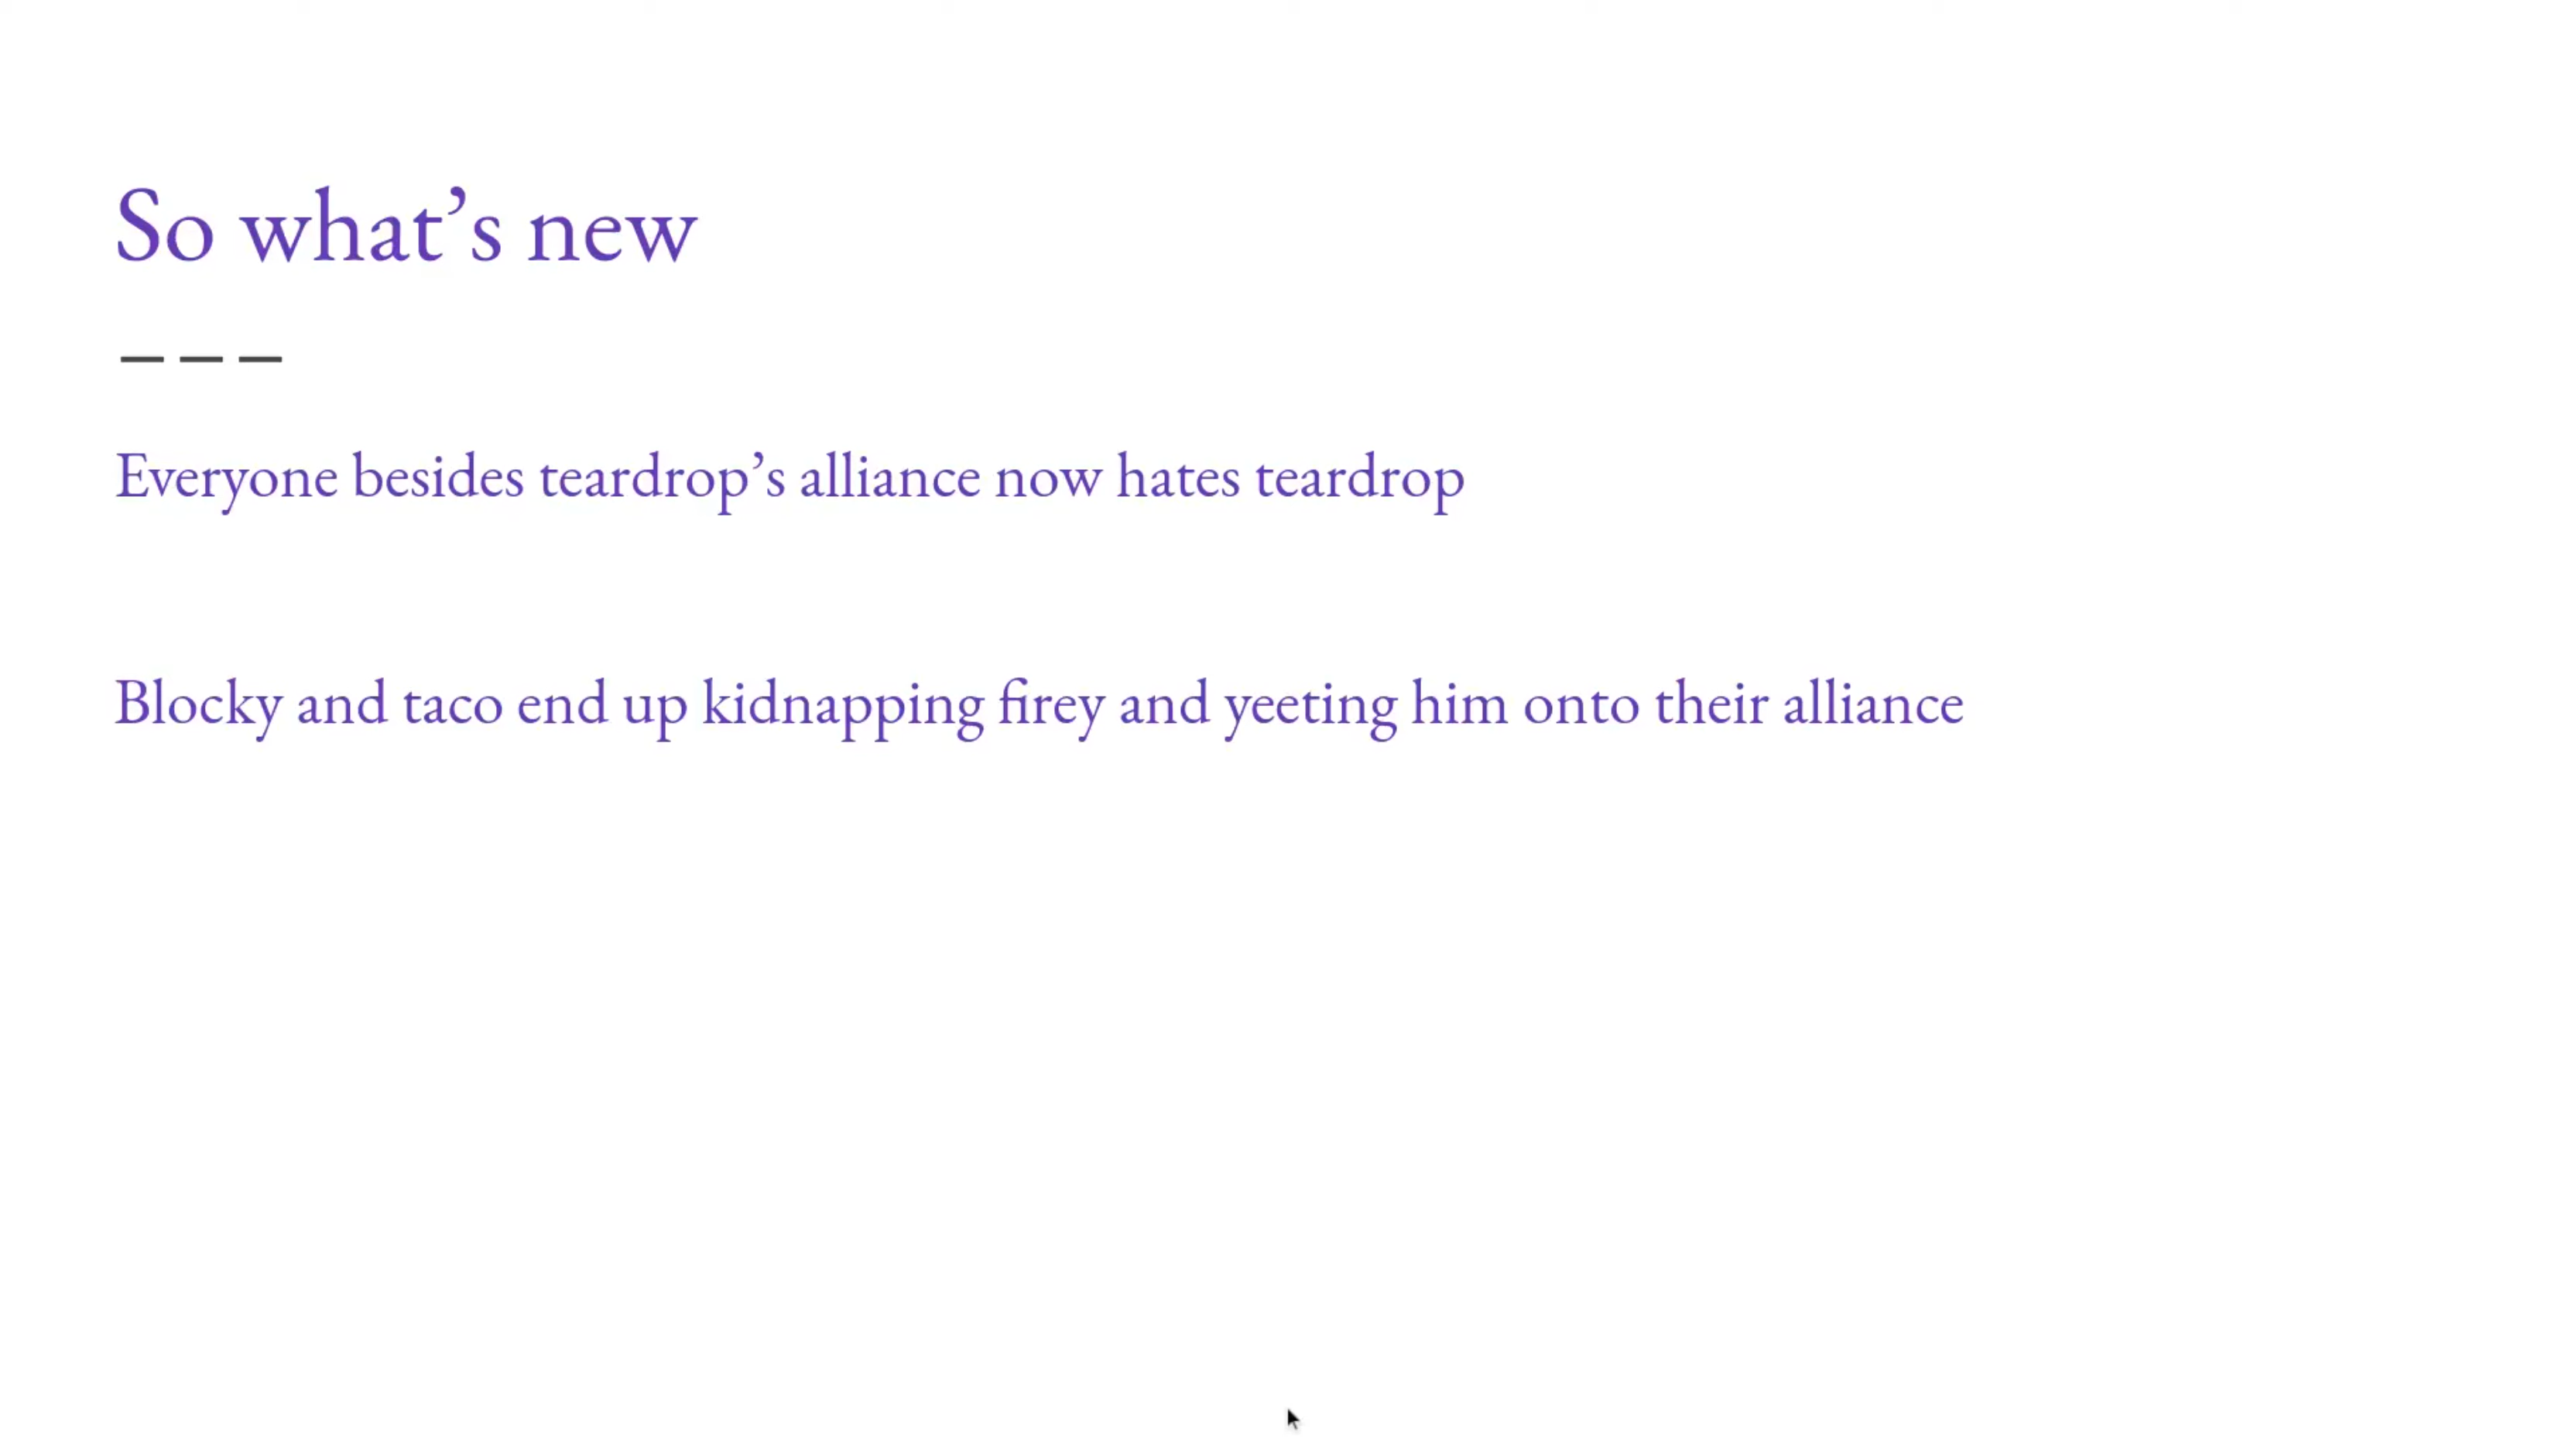 So what’s new
Everyone besides teardrop’s alliance now hates teardrop
Blocky and taco end up kidnapping firey and yeeting him onto their alliance